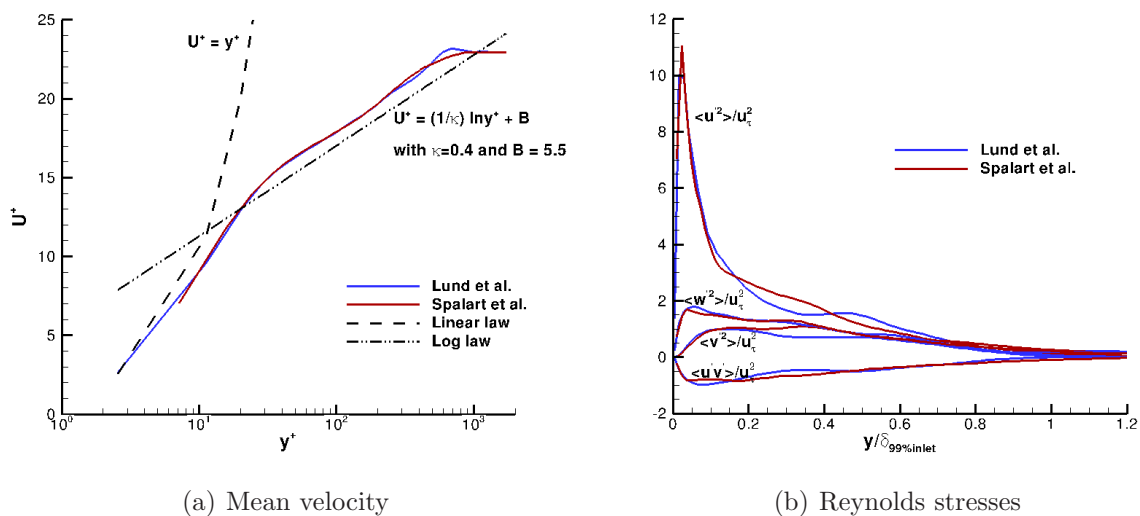 25
20
15
10
5
0
U⁺
10⁰
10¹
10²
10³
y⁺
U⁺ = y⁺
U⁺ = (1/κ) lny⁺ + B
with κ=0.4 and B = 5.5
Lund et al.
Spalart et al.
Linear law
Log law
(a) Mean velocity
12
10
8
6
4
2
0
-2
0
0.2
0.4
0.6
0.8
1
1.2
y/δ99%inlet
<u'²>/u²τ
<w'²>/u²τ
<v'²>/u²τ
<u'v'>/u²τ
Lund et al.
Spalart et al.
(b) Reynolds stresses